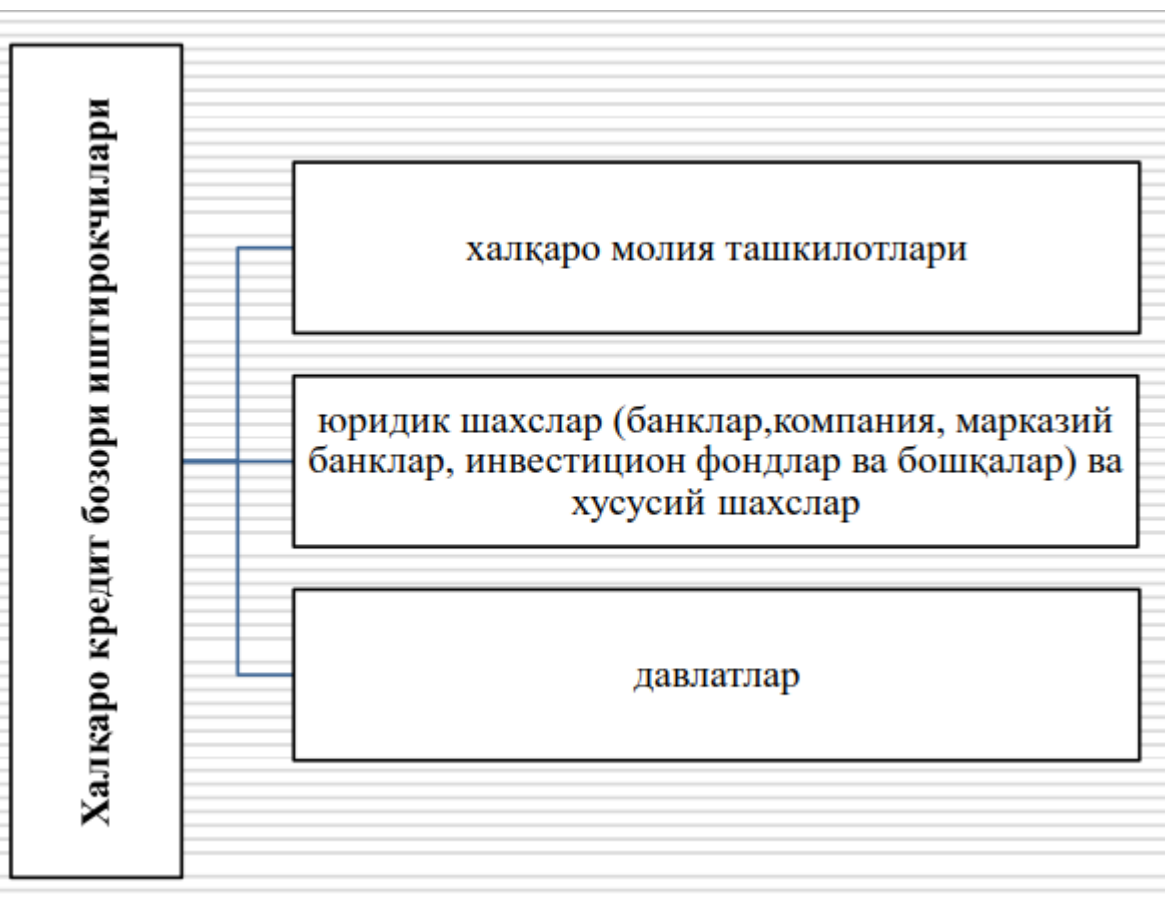 Халқаро кредит бозори иштирокчилари
халқаро молия ташкилотлари
юридик шахслар (банклар,компания, марказий
банклар, инвестицион фондлар ва бошқалар) ва
хусусий шахслар
давлатлар